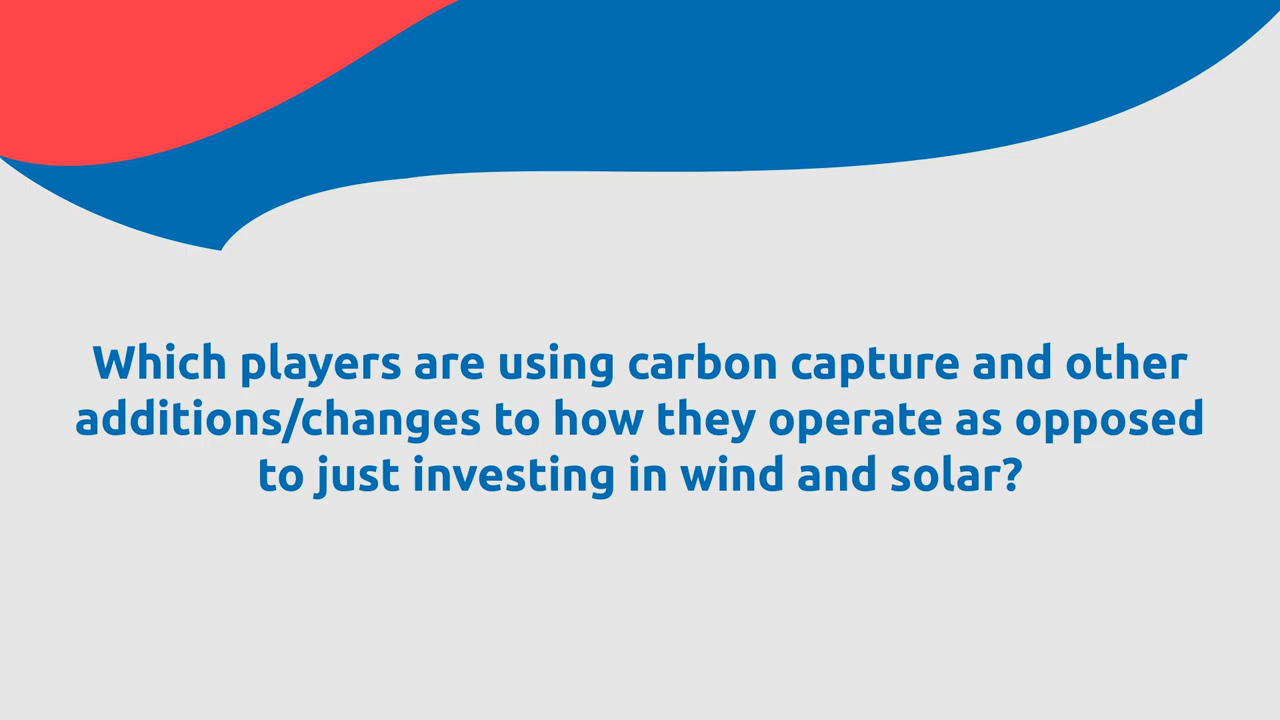 Which players are using carbon capture and other
additions/changes to how they operate as opposed
to just investing in wind and solar?